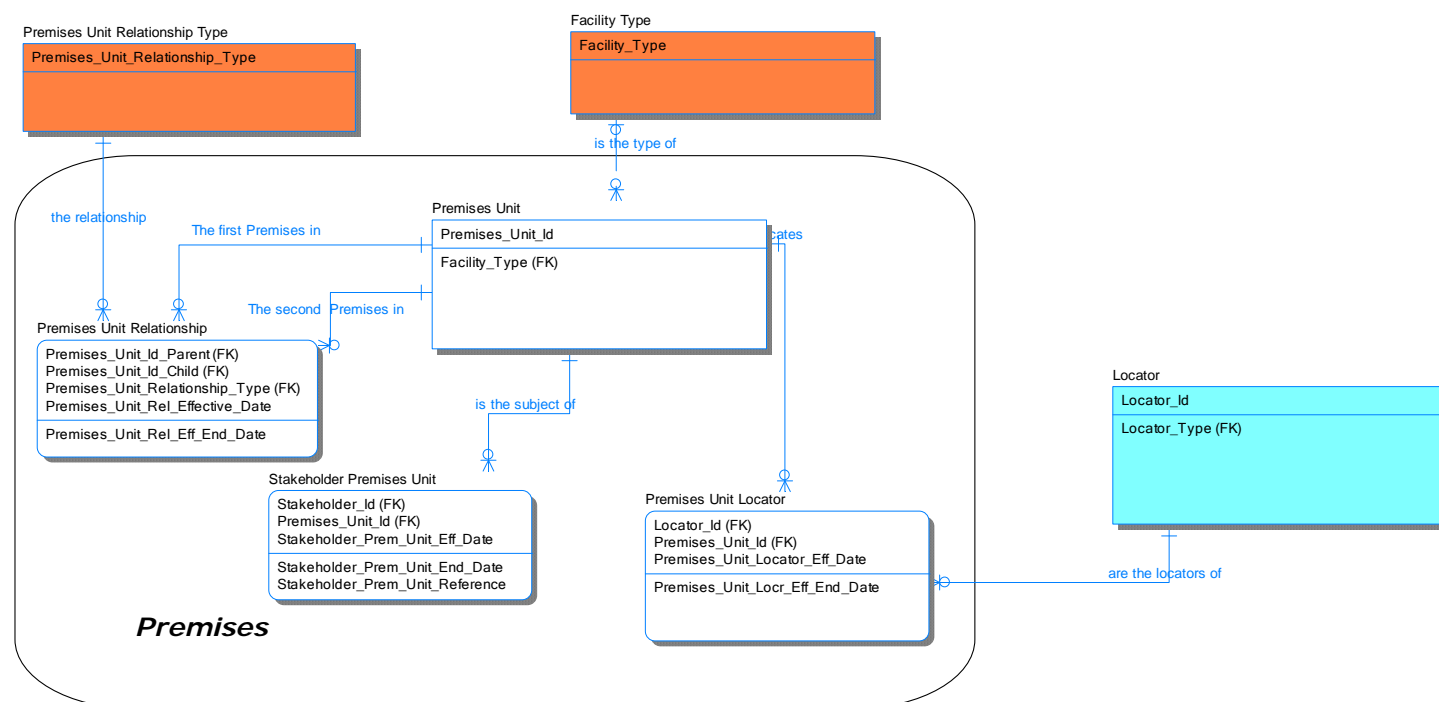 Premises Unit Relationship Type
Premises_Unit_Relationship_Type
Facility Type
Facility_Type
is the type of
the relationship
The first Premises in
The second Premises in
Premises Unit
Premises_Unit_Id
Facility_Type (FK)
cates
Premises Unit Relationship
Premises_Unit_Id_Parent (FK)
Premises_Unit_Id_Child (FK)
Premises_Unit_Relationship_Type (FK)
Premises_Unit_Rel_Effective_Date
Premises_Unit_Rel_Eff_End_Date
is the subject of
Stakeholder Premises Unit
Stakeholder_Id (FK)
Premises_Unit_Id (FK)
Stakeholder_Prem_Unit_Eff_Date
Stakeholder_Prem_Unit_End_Date
Stakeholder_Prem_Unit_Reference
Premises Unit Locator
Locator_Id (FK)
Premises_Unit_Id (FK)
Premises_Unit_Locator_Eff_Date
Premises_Unit_Locr_Eff_End_Date
Locator
Locator_Id
Locator_Type (FK)
are the locators of
Premises